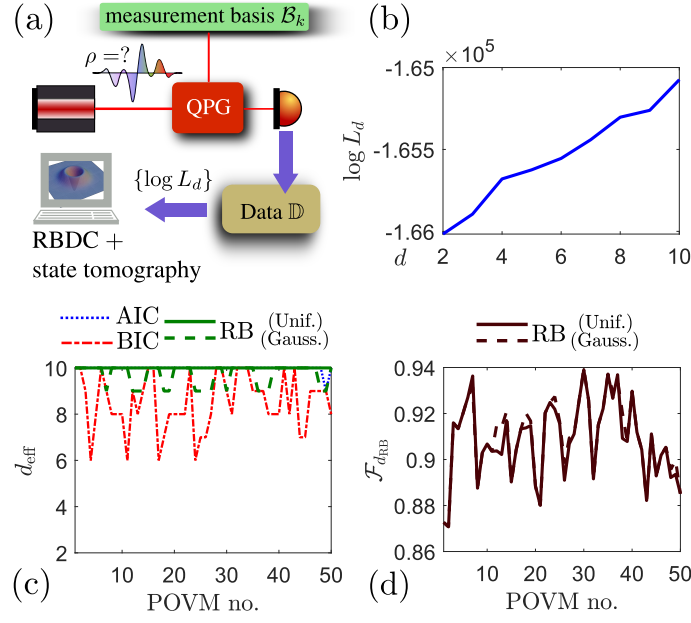 (a)
measurement basis 𝓑ₖ
ρ =?
QPG
{log L_d}
Data 𝔻
RBDC +
state tomography
(b)
×10⁵
-1.65
-1.655
-1.66
log L_d
2 4 6 8 10
d
AIC
BIC
RB (Unif.)
(Gauss.)
10
8
6
4
2
d_eff
10 20 30 40 50
POVM no.
(c)
RB (Unif.)
(Gauss.)
0.94
0.92
0.9
0.88
0.86
𝓕_{d_RB}
10 20 30 40 50
POVM no.
(d)